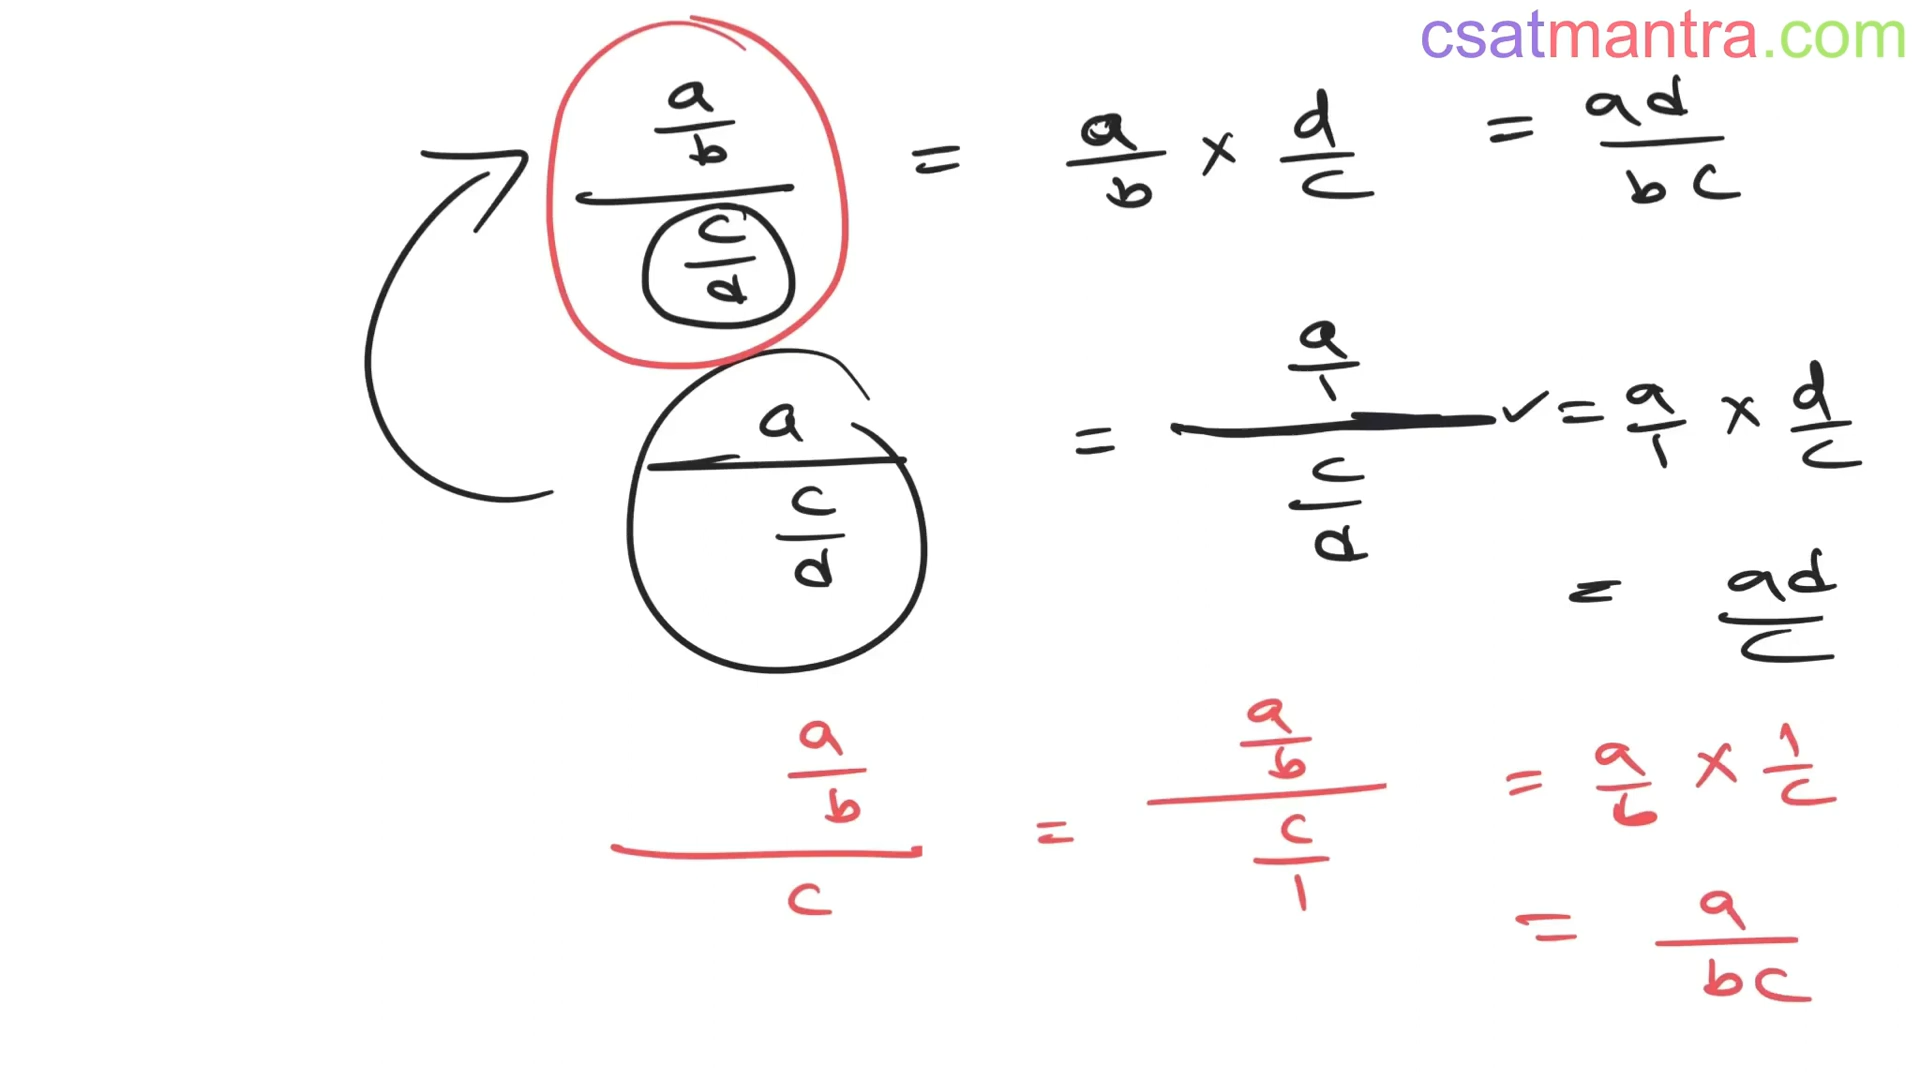 csatmantra.com
(a/b)/(c/d) = a/b × d/c = ad/bc
a/(c/d) = (a/1)/(c/d) ✓ = a/1 × d/c
= ad/c
(a/b)/c = (a/b)/(c/1) = a/b × 1/c
= a/bc